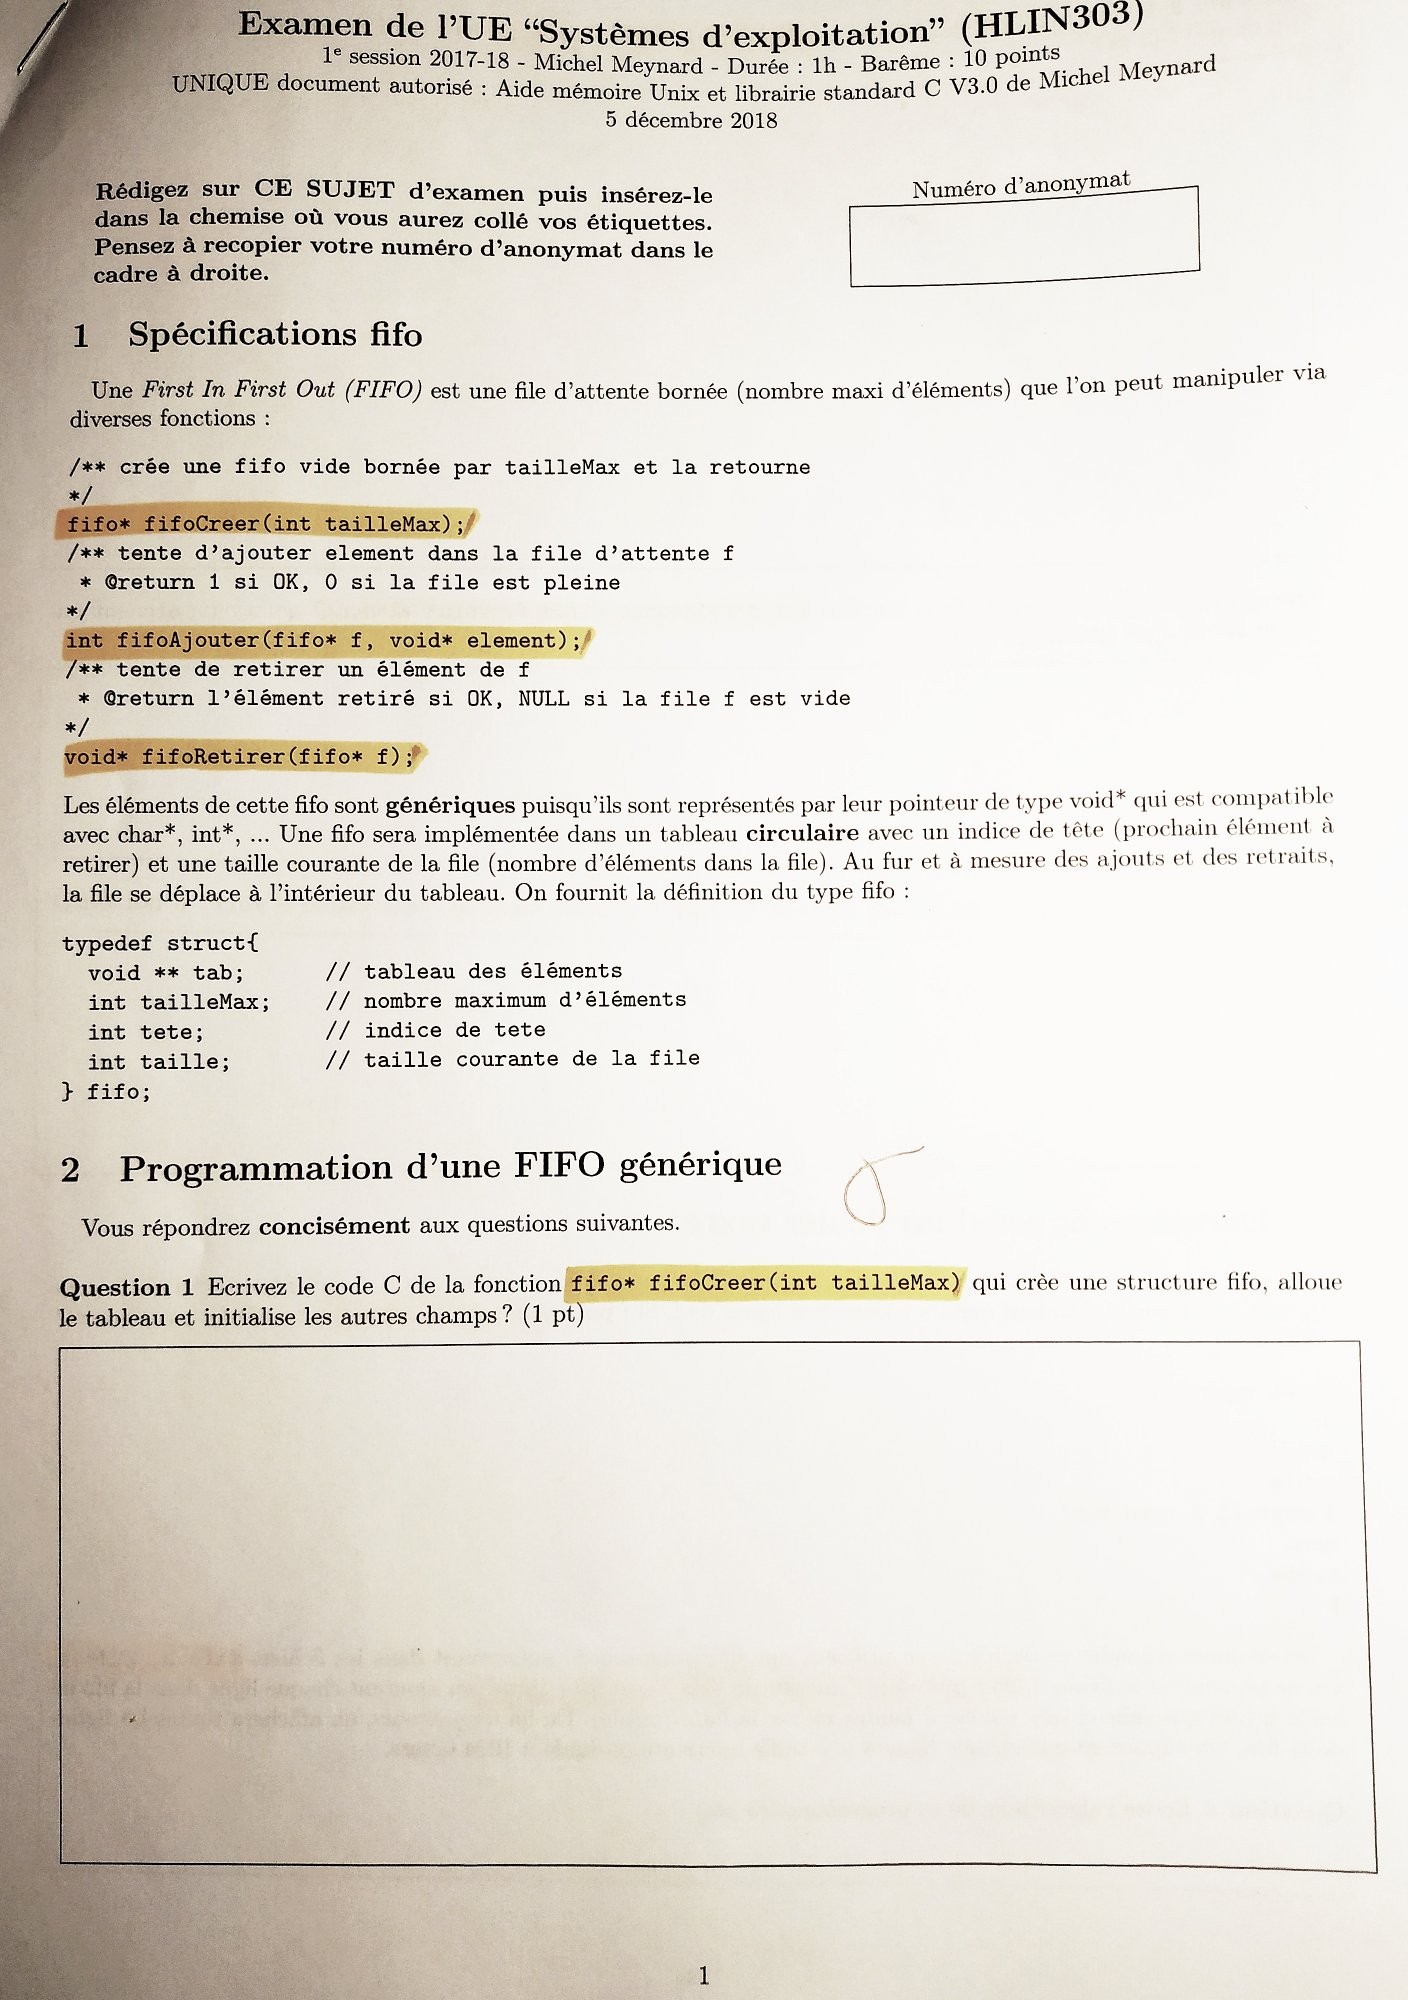 Examen de l'UE “Systèmes d'exploitation” (HLIN303)
1e session 2017-18 - Michel Meynard - Durée : 1h - Barême : 10 points
UNIQUE document autorisé : Aide mémoire Unix et librairie standard C V3.0 de Michel Meynard
5 décembre 2018
Rédigez sur CE SUJET d'examen puis insérez-le
dans la chemise où vous aurez collé vos étiquettes.
Pensez à recopier votre numéro d'anonymat dans le
cadre à droite.
Numéro d'anonymat
1 Spécifications fifo
Une First In First Out (FIFO) est une file d'attente bornée (nombre maxi d'éléments) que l'on peut manipuler via
diverses fonctions :
/** crée une fifo vide bornée par tailleMax et la retourne
*/
fifo* fifoCreer(int tailleMax);
/** tente d'ajouter element dans la file d'attente f
* @return 1 si OK, 0 si la file est pleine
*/
int fifoAjouter(fifo* f, void* element);
/** tente de retirer un élément de f
* @return l'élément retiré si OK, NULL si la file f est vide
*/
void* fifoRetirer(fifo* f);
Les éléments de cette fifo sont génériques puisqu'ils sont représentés par leur pointeur de type void* qui est compatible
avec char*, int*, ... Une fifo sera implémentée dans un tableau circulaire avec un indice de tête (prochain élément à
retirer) et une taille courante de la file (nombre d'éléments dans la file). Au fur et à mesure des ajouts et des retraits,
la file se déplace à l'intérieur du tableau. On fournit la définition du type fifo :
typedef struct{
void ** tab; // tableau des éléments
int tailleMax; // nombre maximum d'éléments
int tete; // indice de tete
int taille; // taille courante de la file
} fifo;
2 Programmation d'une FIFO générique
Vous répondrez concisément aux questions suivantes.
Question 1 Ecrivez le code C de la fonction fifo* fifoCreer(int tailleMax) qui crèe une structure fifo, alloue
le tableau et initialise les autres champs ? (1 pt)
1